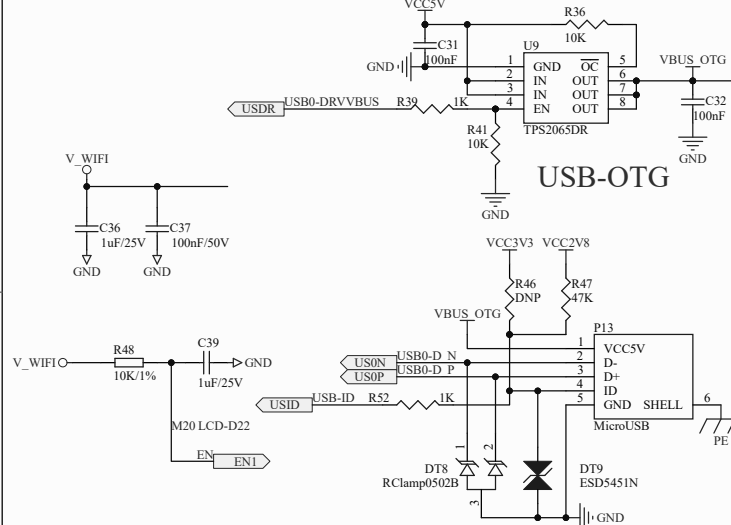 VCC5V
R36
10K
C31
100nF
GND
U9
1 GND OC 5
2 IN OUT 6
3 IN OUT 7
4 EN OUT 8
TPS2065DR
VBUS_OTG
C32
100nF
GND
USDR USB0-DRVVBUS R39 1K
R41
10K
GND
USB-OTG
V_WIFI
C36
1uF/25V
GND
C37
100nF/50V
GND
VCC3V3 VCC2V8
R46
DNP
R47
47K
VBUS_OTG
P13
1 VCC5V
2 D-
3 D+
4 ID
5 GND SHELL 6
MicroUSB
PE
US0N USB0-D_N
US0P USB0-D_P
USID USB-ID R52 1K
V_WIFI
R48
10K/1%
C39
1uF/25V
GND
M20 LCD-D22
EN EN1
1 2
DT8
RClamp0502B
3
DT9
ESD5451N
GND